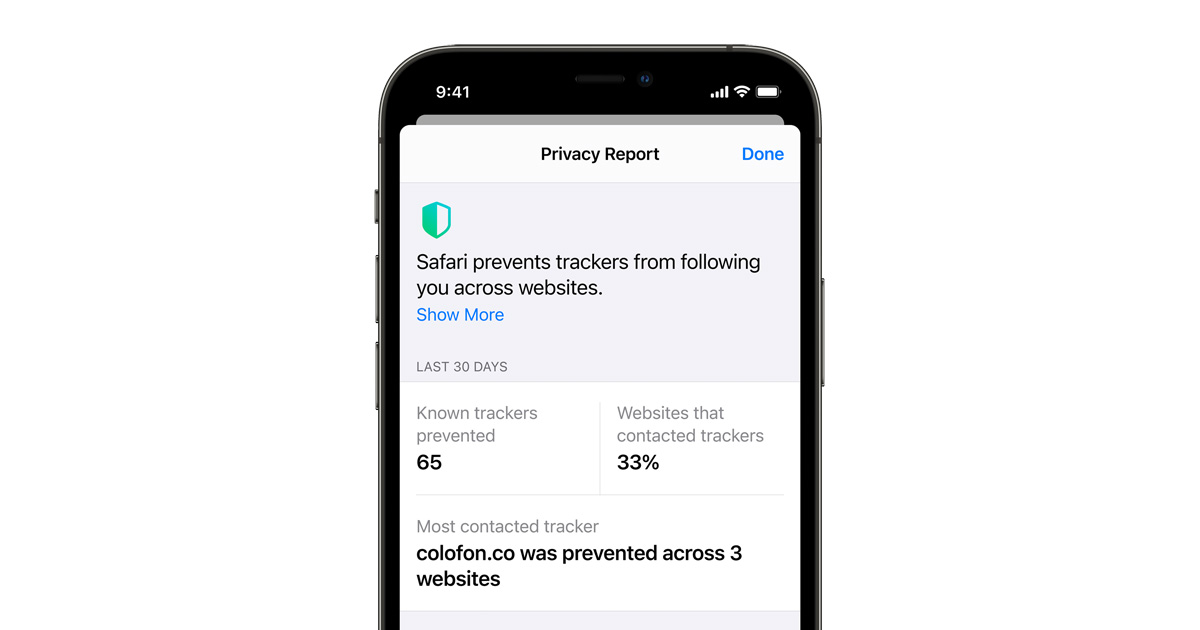 9:41
Privacy Report
Done
Safari prevents trackers from following
you across websites.
Show More
LAST 30 DAYS
Known trackers
prevented
65
Websites that
contacted trackers
33%
Most contacted tracker
colofon.co was prevented across 3
websites